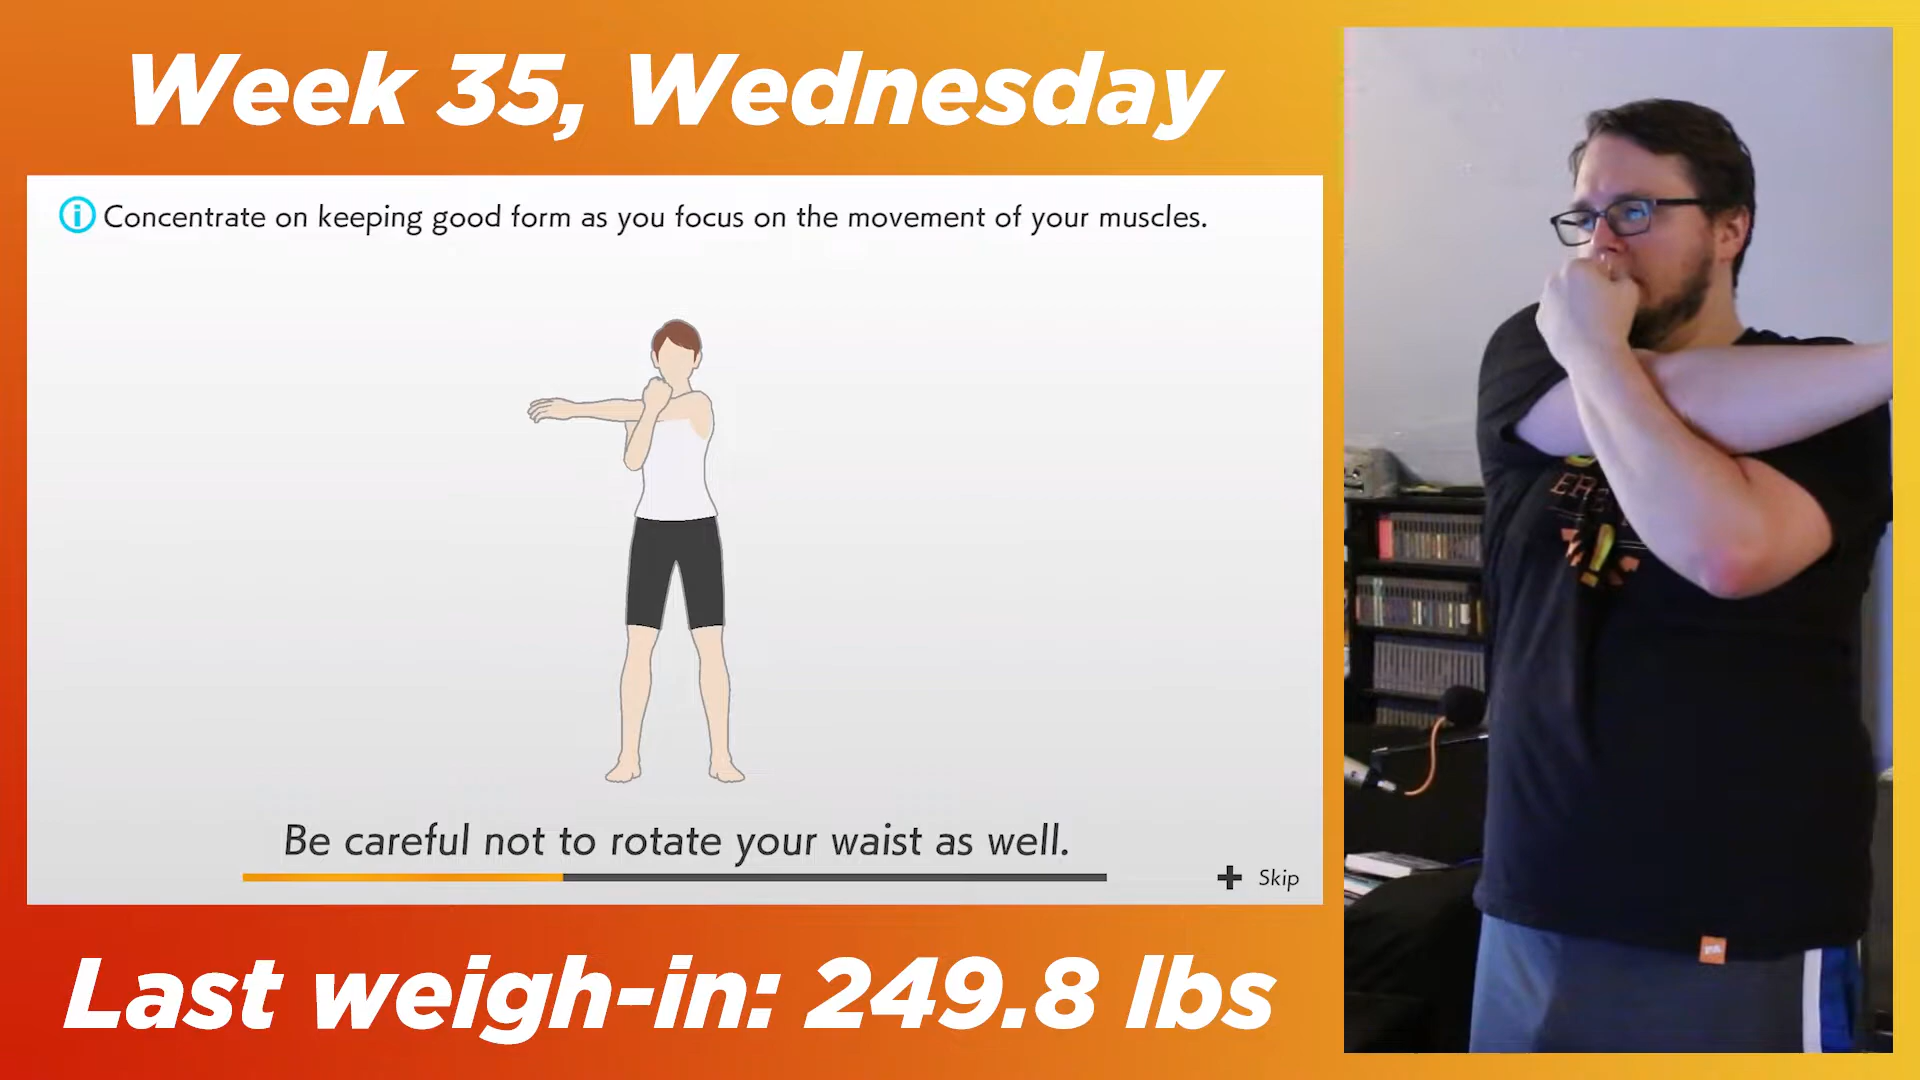 Week 35, Wednesday
Concentrate on keeping good form as you focus on the movement of your muscles.
Be careful not to rotate your waist as well.
Skip
Last weigh-in: 249.8 lbs